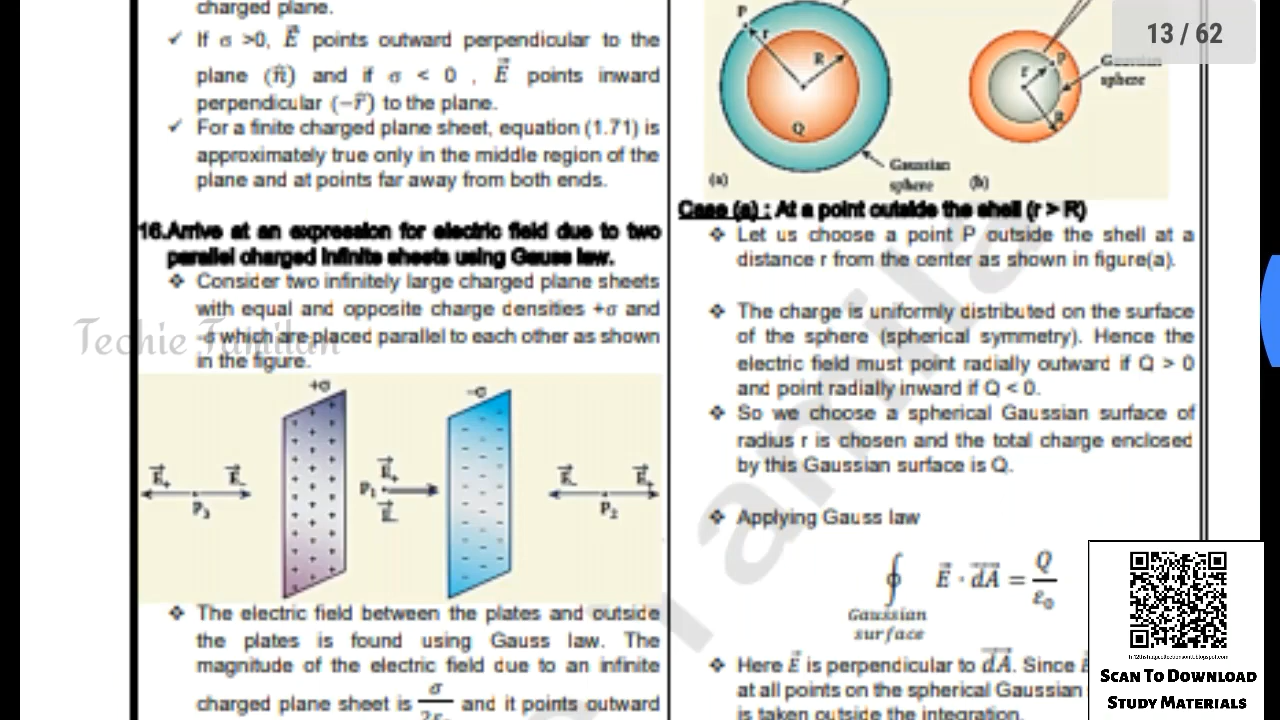 charged plane.
✓ If σ >0, E⃗ points outward perpendicular to the
plane (n⃗) and if σ < 0 , E⃗ points inward
perpendicular (−r⃗) to the plane.
✓ For a finite charged plane sheet, equation (1.71) is
approximately true only in the middle region of the
plane and at points far away from both ends.
16.Arrive at an expression for electric field due to two
parallel charged infinite sheets using Gauss law.
❖ Consider two infinitely large charged plane sheets
with equal and opposite charge densities +σ and
-σ which are placed parallel to each other as shown
in the figure.
Techie Tamilan
+σ
−σ
E⃗₊ E⃗₋
P₃
E⃗₊
P₁
E⃗₋
E⃗₋ E⃗₊
P₂
❖ The electric field between the plates and outside
the plates is found using Gauss law. The
magnitude of the electric field due to an infinite
charged plane sheet is σ/2ε₀ and it points outward
13 / 62
P
r
R
Q
Gaussian
sphere
(a)
r
P
R
Gaussian
sphere
(b)
Case (a) : At a point outside the shell (r > R)
❖ Let us choose a point P outside the shell at a
distance r from the center as shown in figure(a).
❖ The charge is uniformly distributed on the surface
of the sphere (spherical symmetry). Hence the
electric field must point radially outward if Q > 0
and point radially inward if Q < 0.
❖ So we choose a spherical Gaussian surface of
radius r is chosen and the total charge enclosed
by this Gaussian surface is Q.
❖ Applying Gauss law
∮ E⃗ · dA⃗ = Q/ε₀
Gaussian
surface
❖ Here E⃗ is perpendicular to dA⃗. Since
at all points on the spherical Gaussian
is taken outside the integration.
Scan To Download
Study Materials